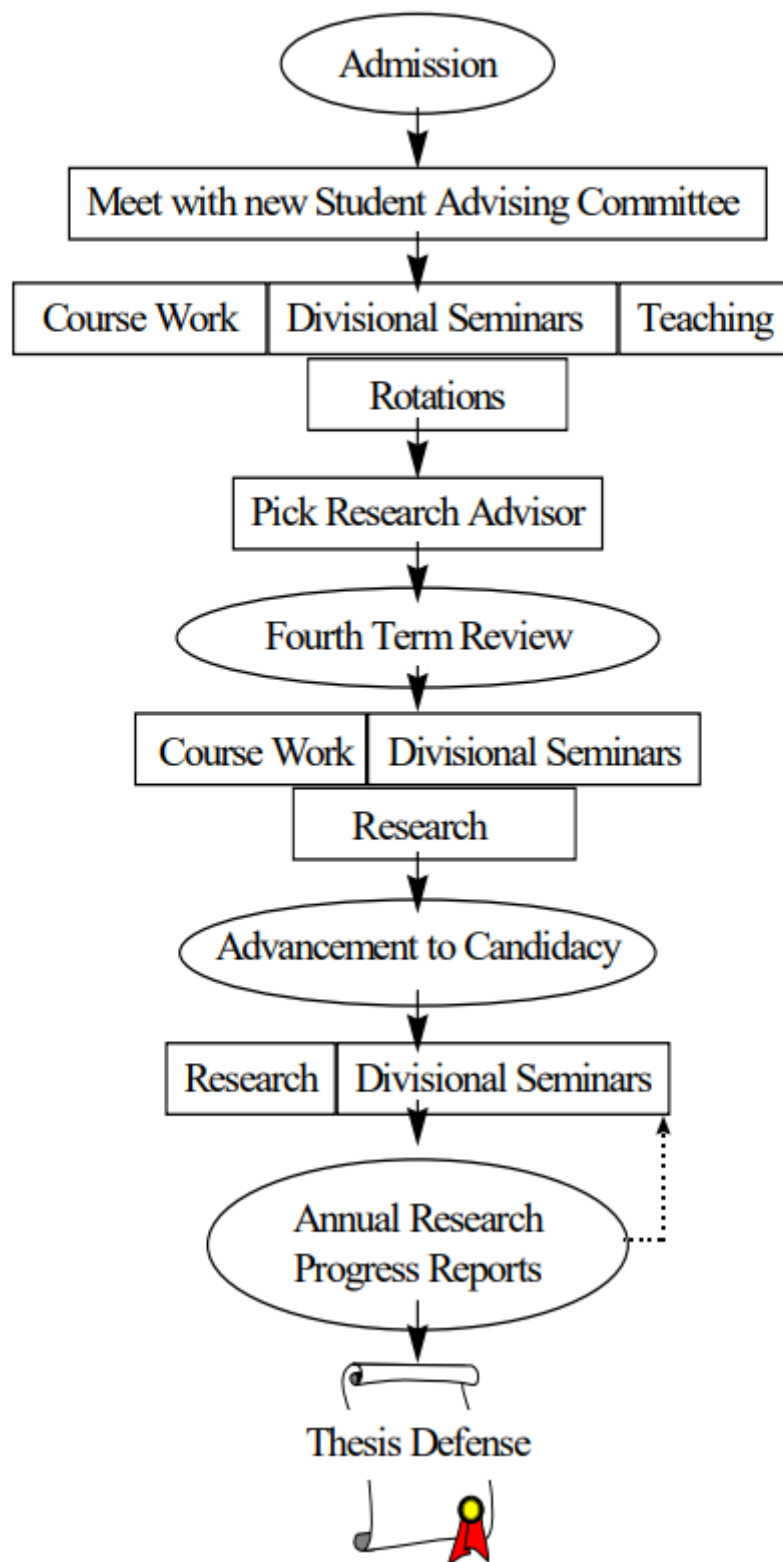 Admission
Meet with new Student Advising Committee
Course Work Divisional Seminars Teaching
Rotations
Pick Research Advisor
Fourth Term Review
Course Work Divisional Seminars
Research
Advancement to Candidacy
Research Divisional Seminars
Annual Research
Progress Reports
Thesis Defense